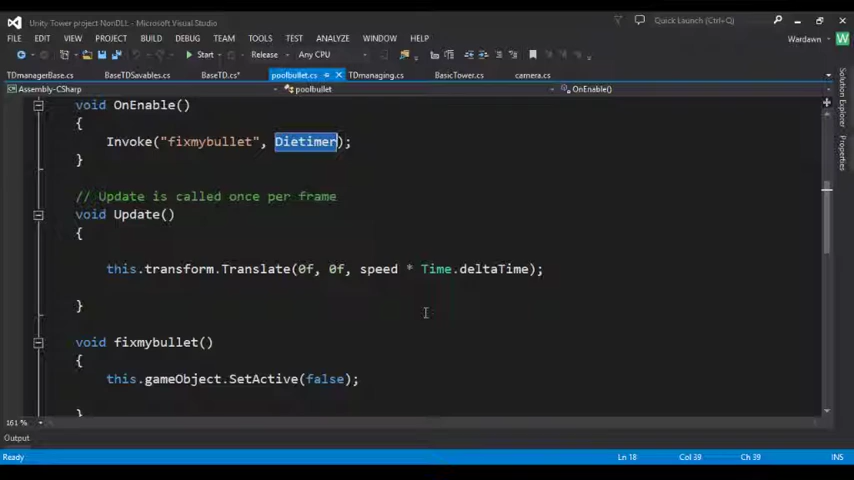 Unity Tower project NonDLL - Microsoft Visual Studio
Quick Launch (Ctrl+Q)
FILE EDIT VIEW PROJECT BUILD DEBUG TEAM TOOLS TEST ANALYZE WINDOW HELP
Wardawn W
Start Release Any CPU
TDmanagerBase.cs BaseTDSavables.cs BaseTD.cs* poolbullet.cs TDmanaging.cs BasicTower.cs camera.cs
Assembly-CSharp poolbullet OnEnable()
Solution Explorer
Properties
void OnEnable()
{
Invoke("fixmybullet", Dietimer);
}
// Update is called once per frame
void Update()
{
this.transform.Translate(0f, 0f, speed * Time.deltaTime);
}
void fixmybullet()
{
this.gameObject.SetActive(false);
}
161 %
Output
Ready Ln 18 Col 39 Ch 39 INS